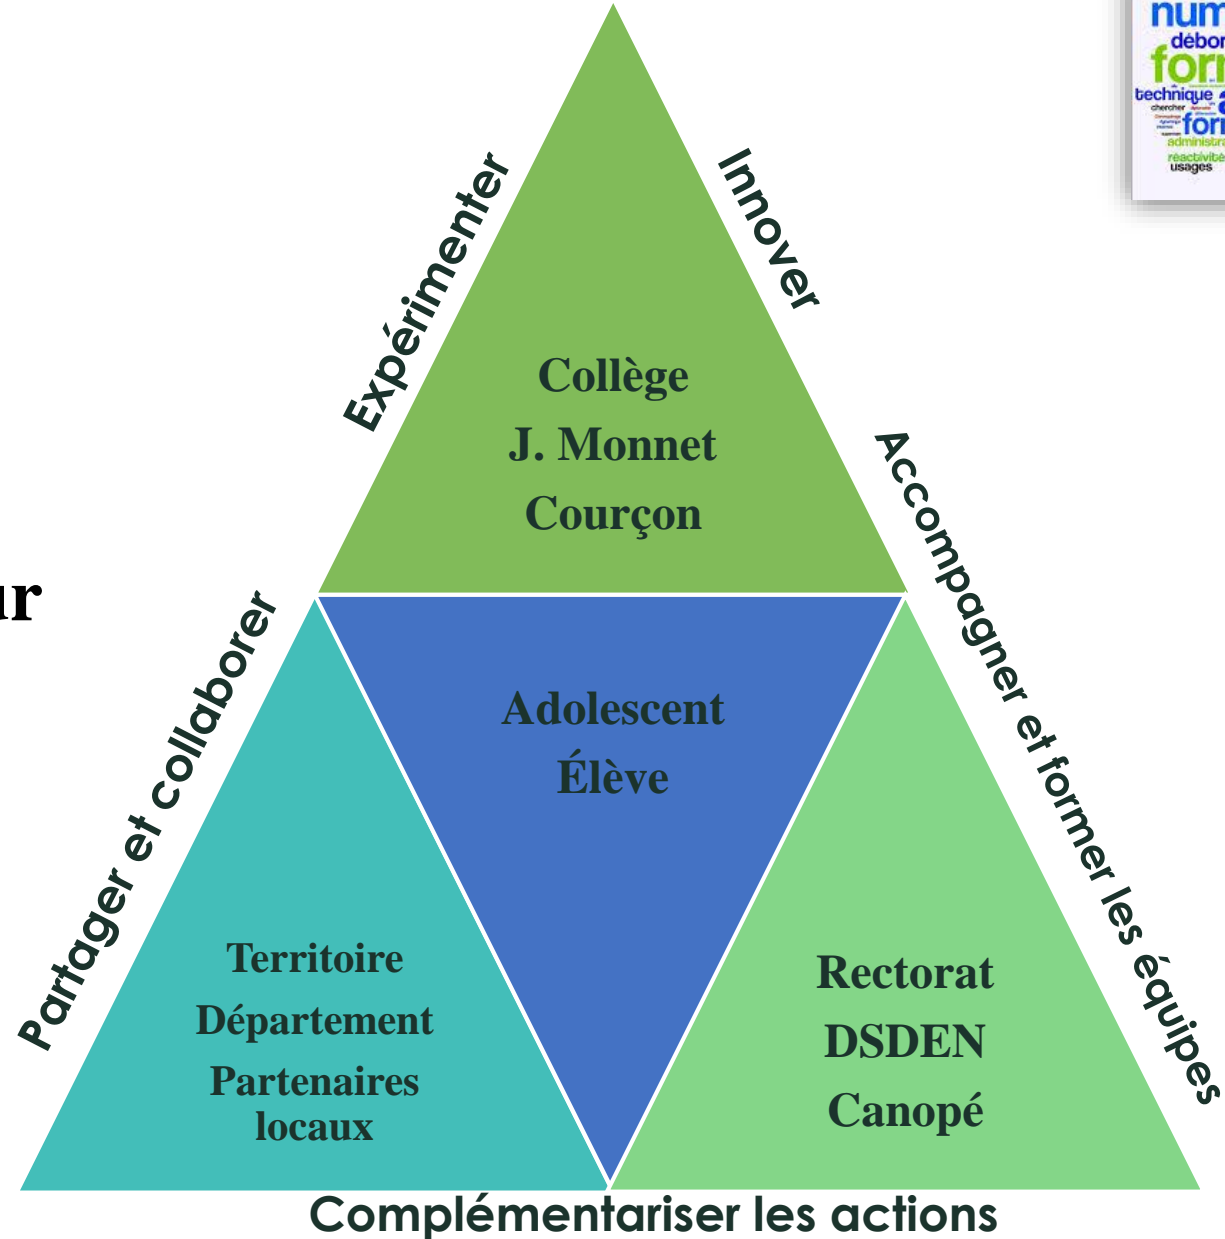 technique
chercher
usages
Expérimenter
Innover
Collège
J. Monnet
Courçon
Accompagner et former les équipes
Partager et collaborer
Adolescent
Élève
Territoire
Département
Partenaires
locaux
Rectorat
DSDEN
Canopé
Complémentariser les actions